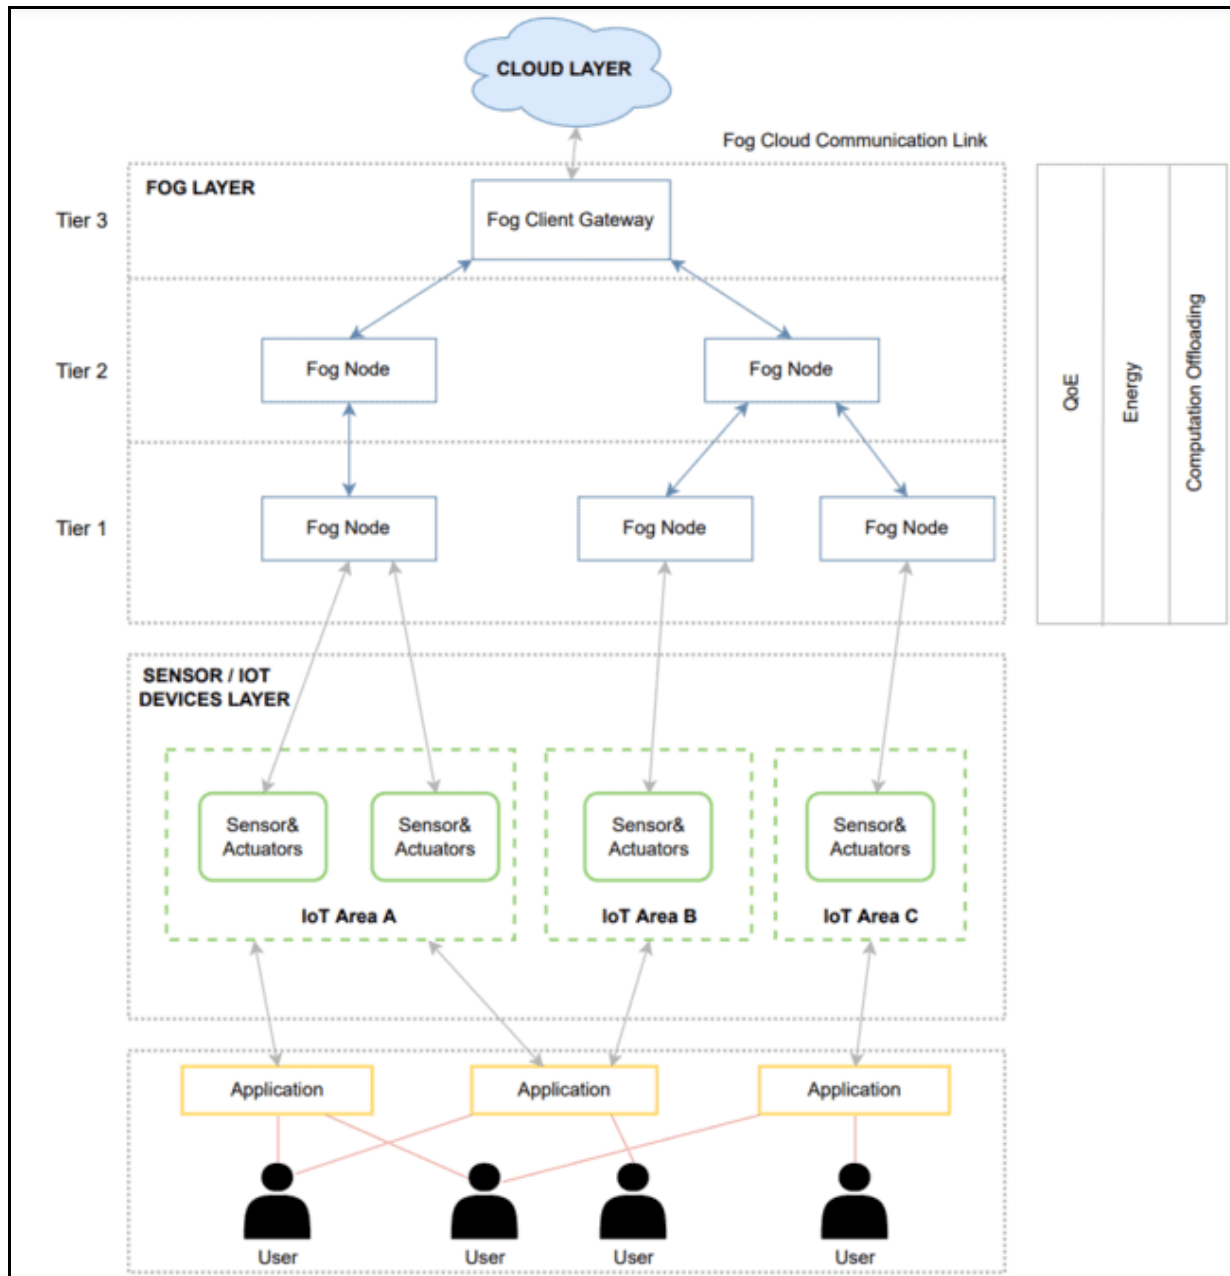 CLOUD LAYER
Fog Cloud Communication Link
FOG LAYER
Tier 3
Fog Client Gateway
Tier 2
Fog Node
Fog Node
Tier 1
Fog Node
Fog Node
Fog Node
QoE
Energy
Computation Offloading
SENSOR / IOT
DEVICES LAYER
Sensor&
Actuators
Sensor&
Actuators
Sensor&
Actuators
Sensor&
Actuators
IoT Area A
IoT Area B
IoT Area C
Application
Application
Application
User
User
User
User